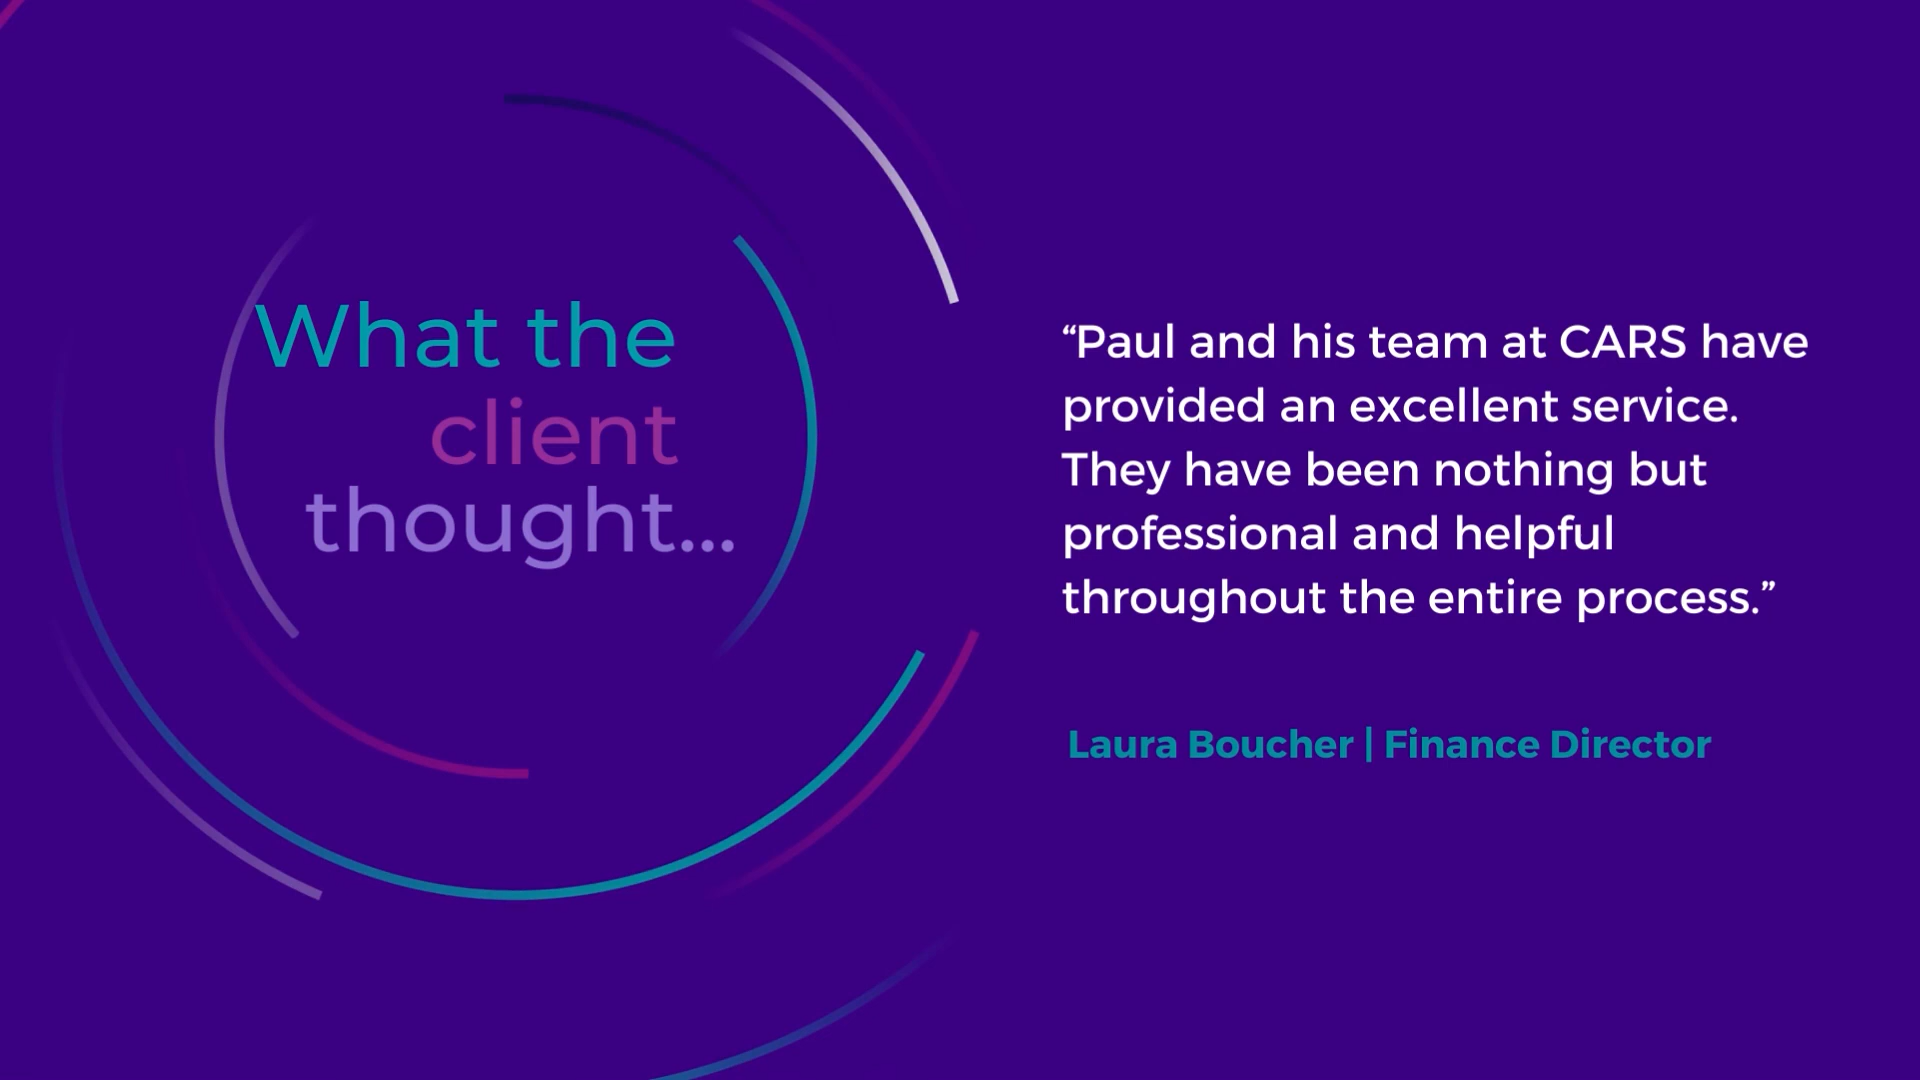 What the
client
thought...
“Paul and his team at CARS have
provided an excellent service.
They have been nothing but
professional and helpful
throughout the entire process.”
Laura Boucher | Finance Director